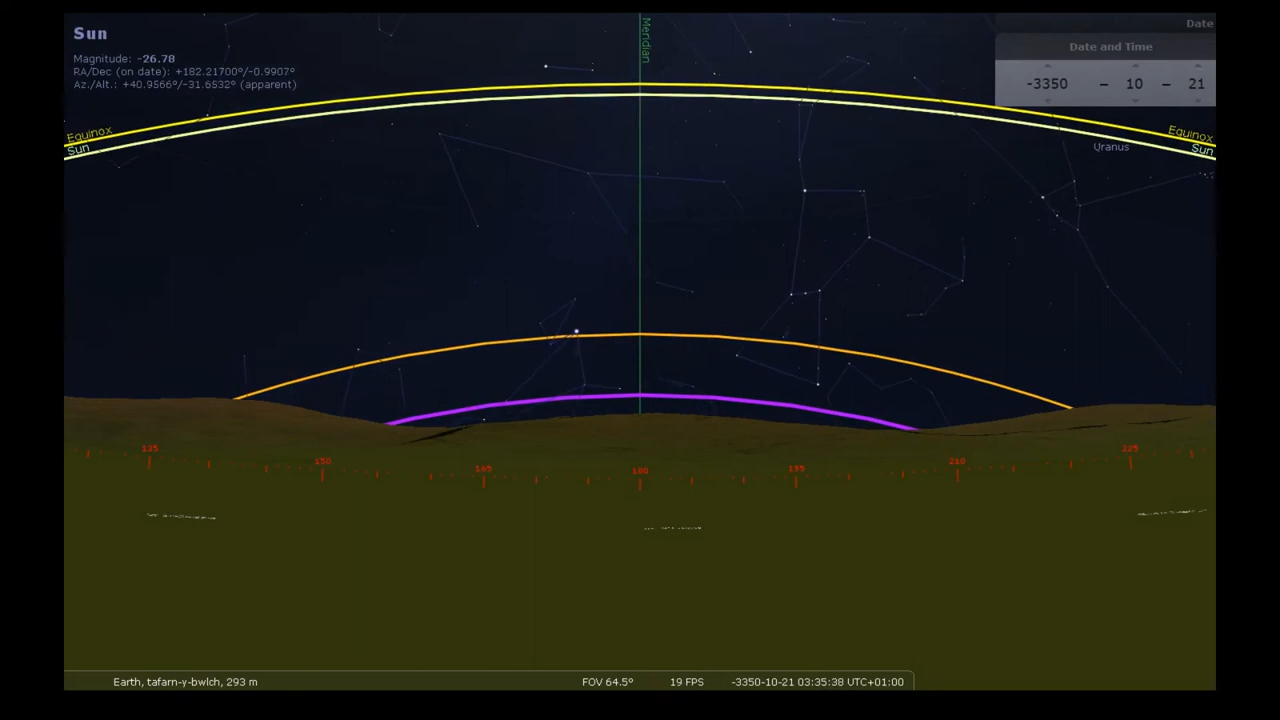 Sun
Magnitude: -26.78
RA/Dec (on date): +182.21700°/-0.9907°
Az./Alt.: +40.9566°/-31.6532° (apparent)
Meridian
Date
Date and Time
-3350 – 10 – 21
Equinox
Sun
Equinox
Sun
Uranus
135
150
165
180
195
210
225
Earth, tafarn-y-bwlch, 293 m
FOV 64.5°
19 FPS
-3350-10-21 03:35:38 UTC+01:00